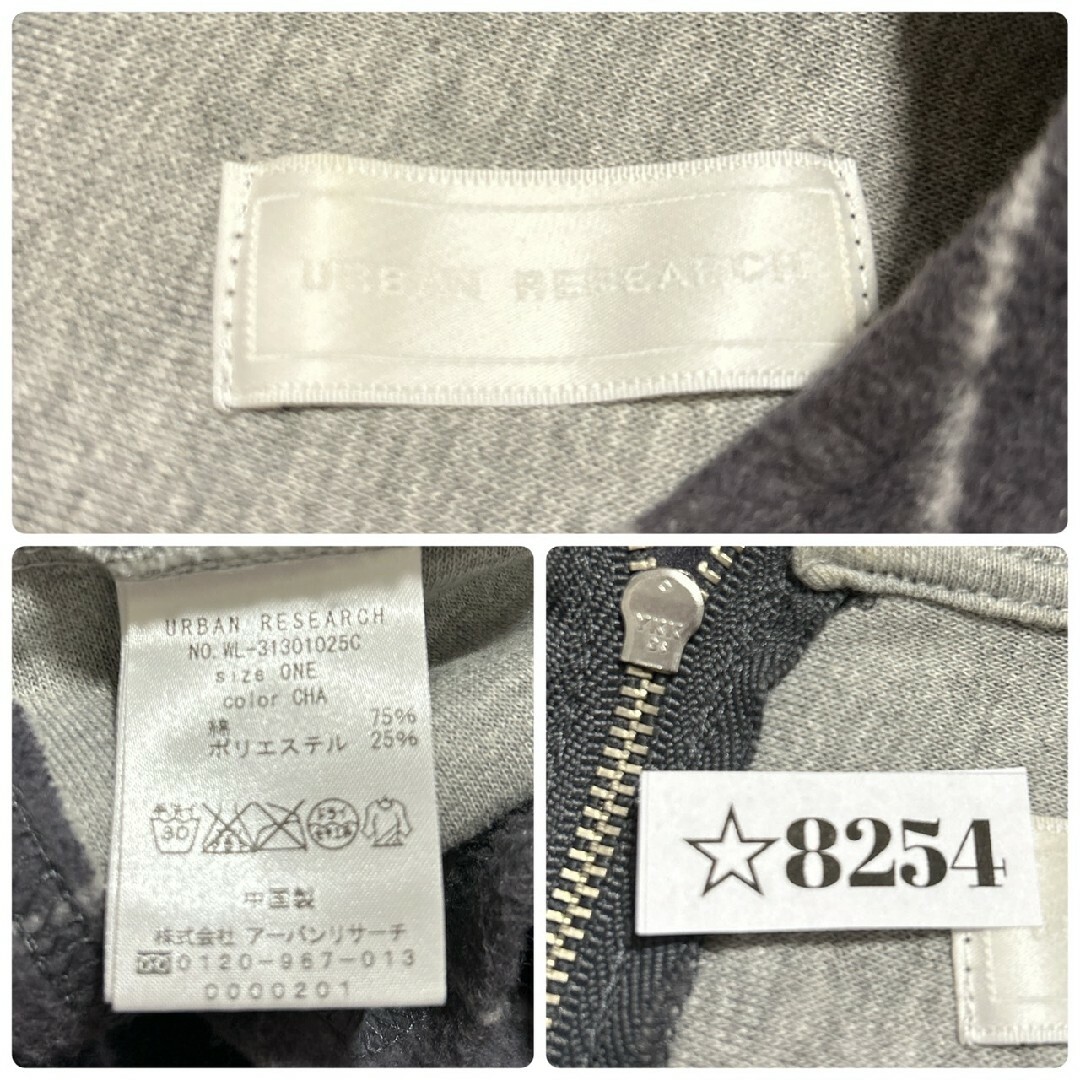 URBAN RESEARCH
URBAN RESEARCH
NO. WL-31301025C
size ONE
color CHA
綿 75%
ポリエステル 25%
30
中国製
株式会社 アーバンリサーチ
0120-967-013
0000201
YKK
☆8254